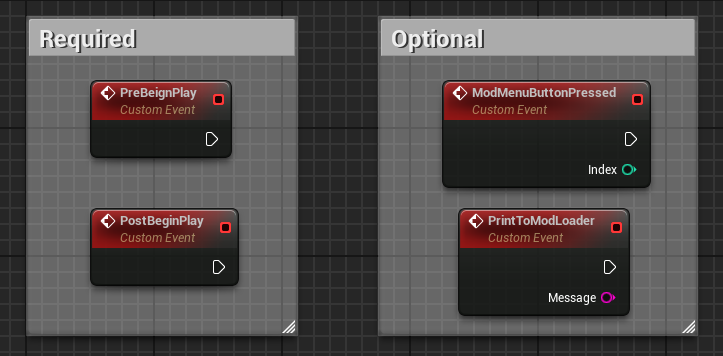 Required
PreBeignPlay
Custom Event
PostBeginPlay
Custom Event
Optional
ModMenuButtonPressed
Custom Event
Index
PrintToModLoader
Custom Event
Message